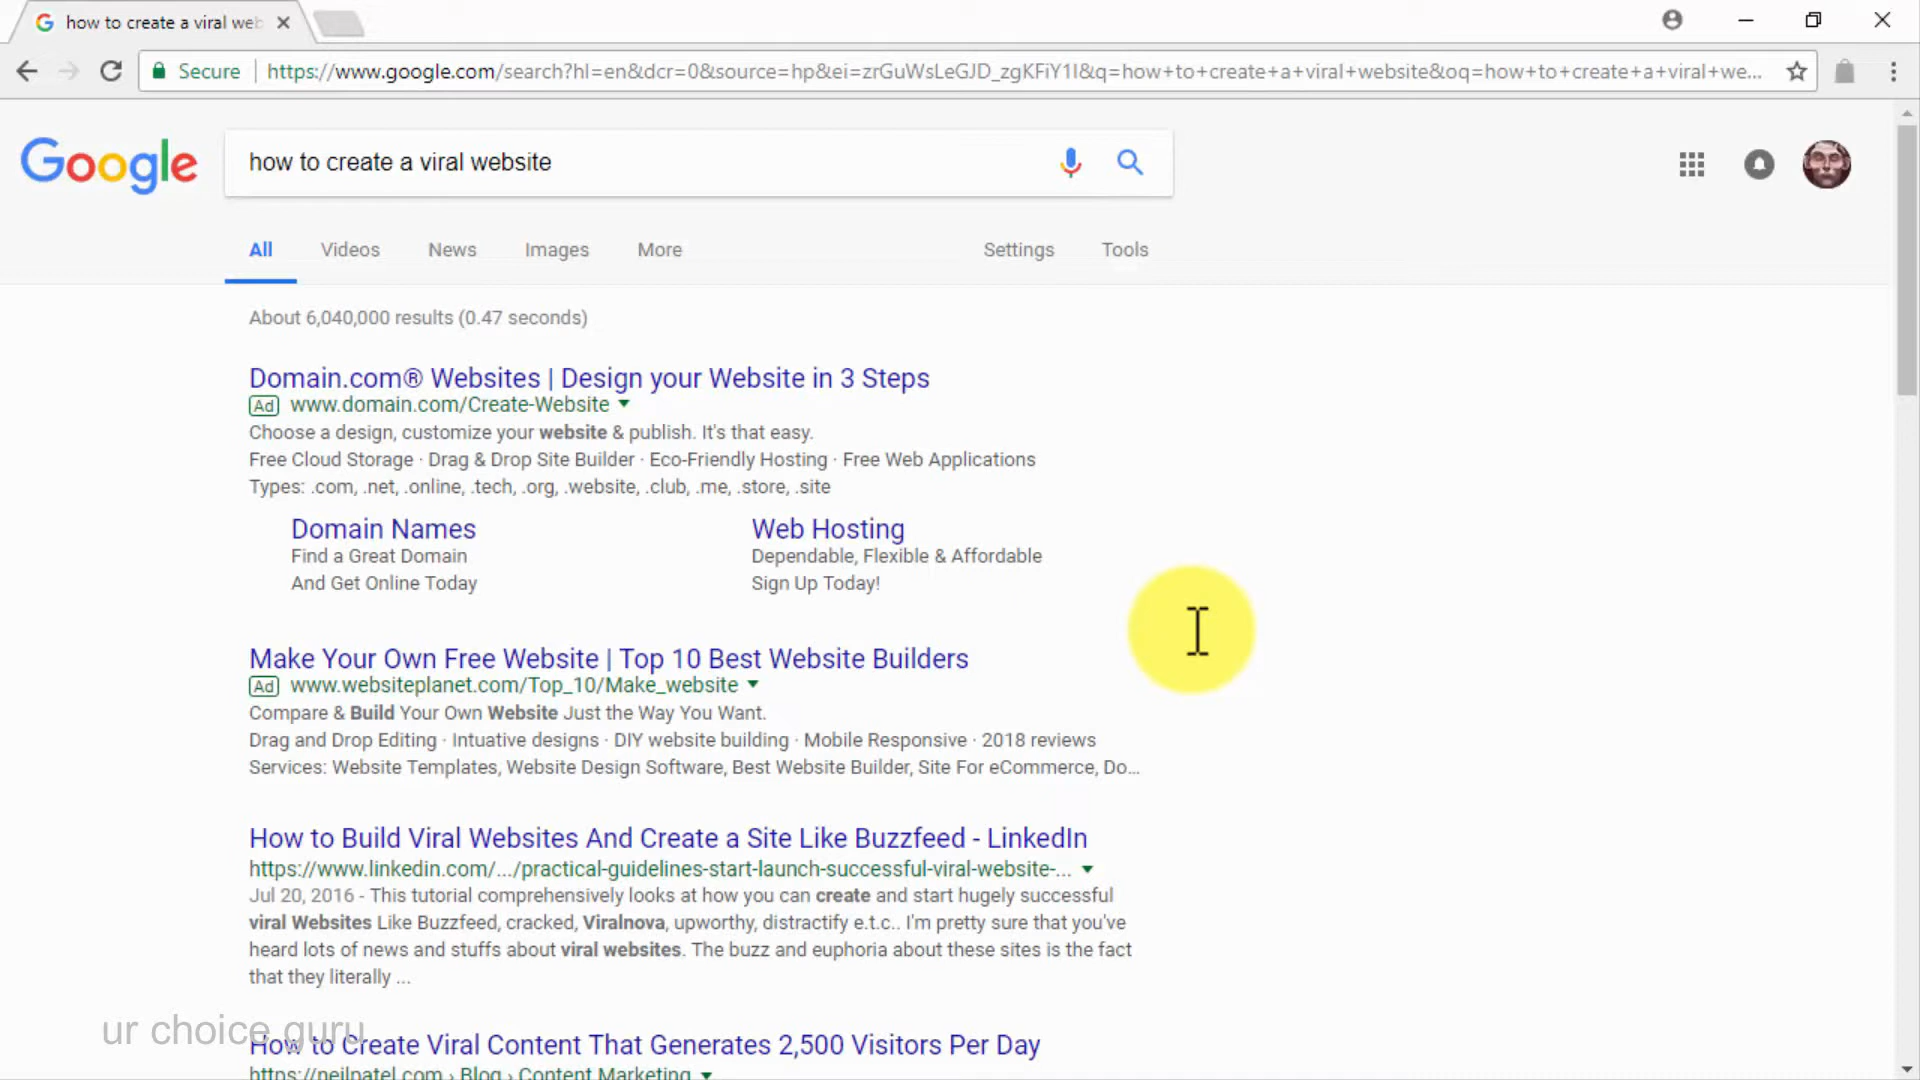 how to create a viral web
Secure https://www.google.com/search?hl=en&dcr=0&source=hp&ei=zrGuWsLeGJD_zgKFiY1I&q=how+to+create+a+viral+website&oq=how+to+create+a+viral+we...
Google
how to create a viral website
All Videos News Images More Settings Tools
About 6,040,000 results (0.47 seconds)
Domain.com® Websites | Design your Website in 3 Steps
Ad www.domain.com/Create-Website
Choose a design, customize your website & publish. It's that easy.
Free Cloud Storage · Drag & Drop Site Builder · Eco-Friendly Hosting · Free Web Applications
Types: .com, .net, .online, .tech, .org, .website, .club, .me, .store, .site
Domain Names Web Hosting
Find a Great Domain Dependable, Flexible & Affordable
And Get Online Today Sign Up Today!
Make Your Own Free Website | Top 10 Best Website Builders
Ad www.websiteplanet.com/Top_10/Make_website
Compare & Build Your Own Website Just the Way You Want.
Drag and Drop Editing · Intuative designs · DIY website building · Mobile Responsive · 2018 reviews
Services: Website Templates, Website Design Software, Best Website Builder, Site For eCommerce, Do...
How to Build Viral Websites And Create a Site Like Buzzfeed - LinkedIn
https://www.linkedin.com/.../practical-guidelines-start-launch-successful-viral-website-...
Jul 20, 2016 - This tutorial comprehensively looks at how you can create and start hugely successful
viral Websites Like Buzzfeed, cracked, Viralnova, upworthy, distractify e.t.c.. I'm pretty sure that you've
heard lots of news and stuffs about viral websites. The buzz and euphoria about these sites is the fact
that they literally ...
ur choice guru
How to Create Viral Content That Generates 2,500 Visitors Per Day
https://neilpatel.com › Blog › Content Marketing